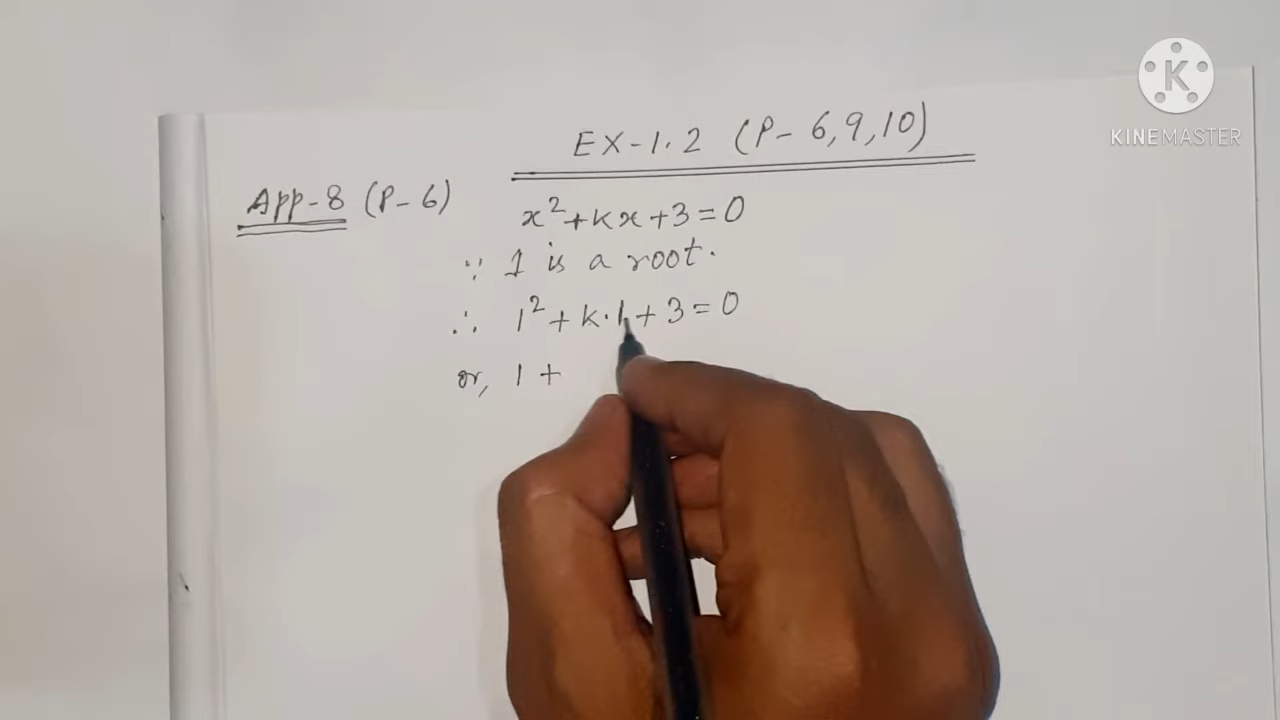 K
KINEMASTER
EX-1.2 (P-6,9,10)
App-8 (P-6)
x²+kx+3=0
∵ 1 is a root.
∴ 1²+k·1+3=0
or, 1+